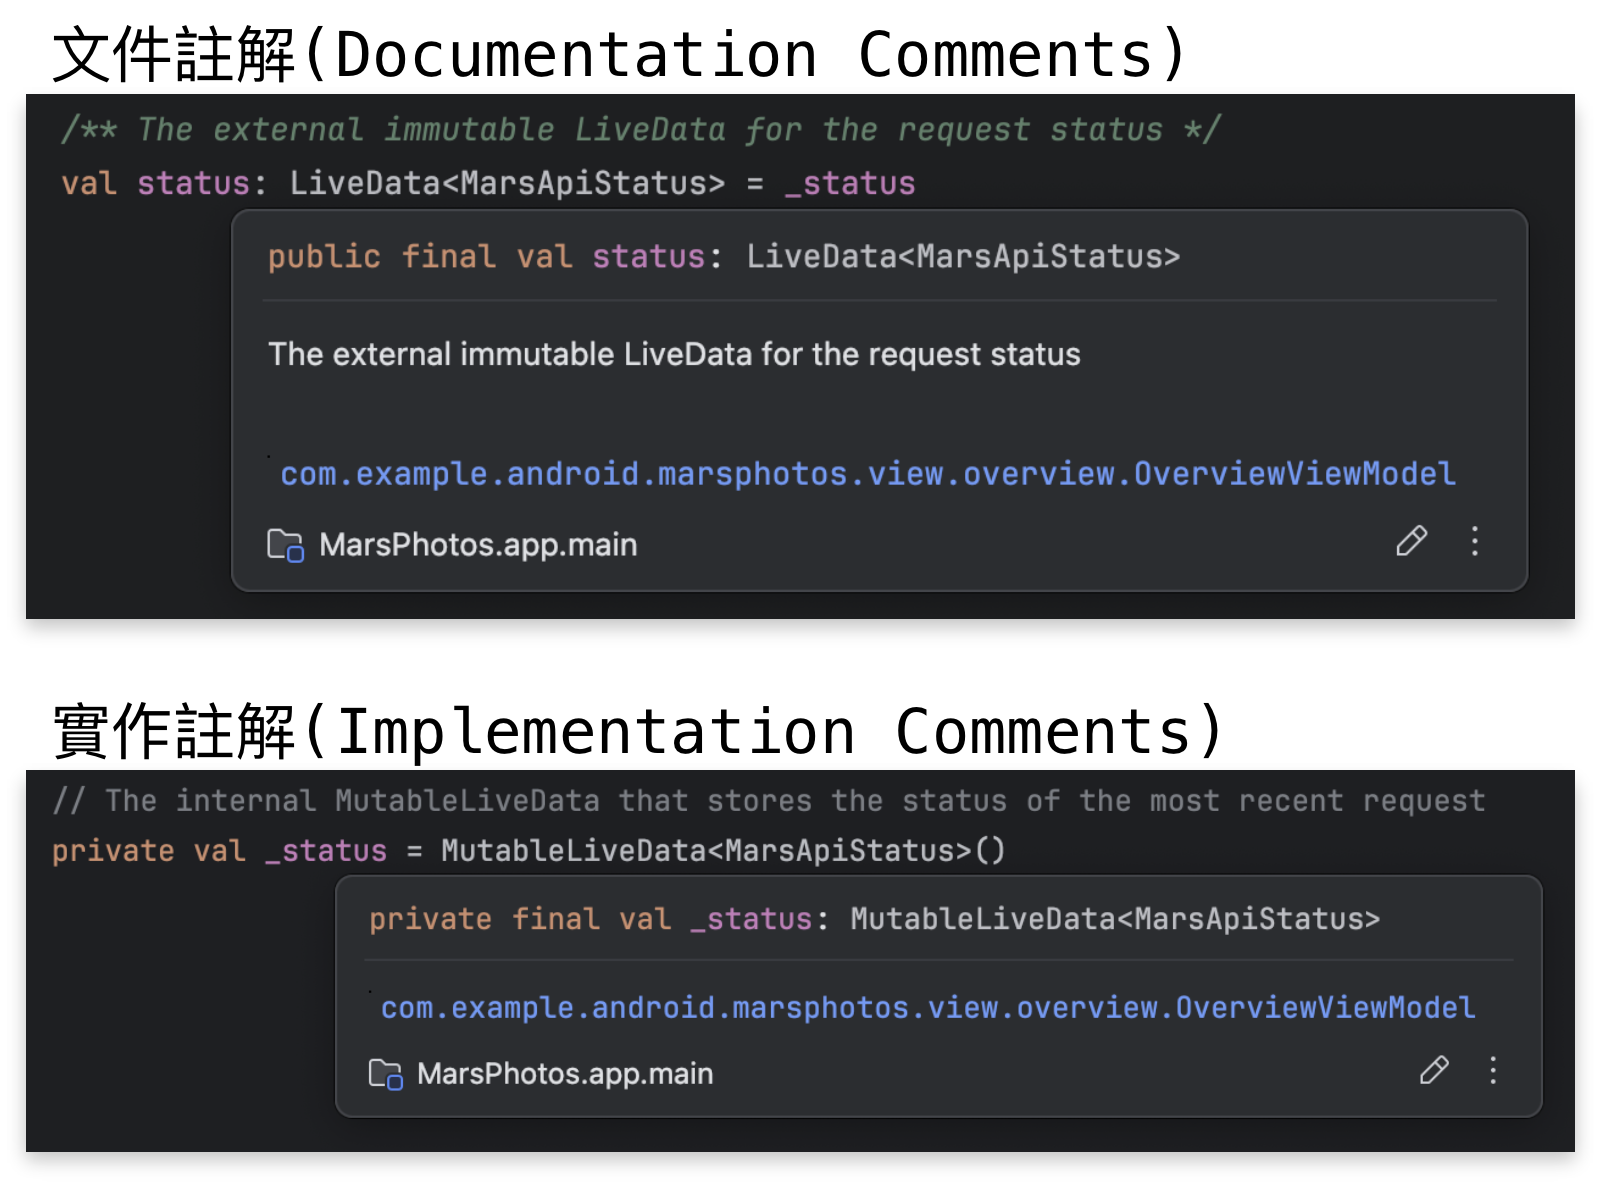 文件註解(Documentation Comments)
/** The external immutable LiveData for the request status */
val status: LiveData<MarsApiStatus> = _status
public final val status: LiveData<MarsApiStatus>
The external immutable LiveData for the request status
com.example.android.marsphotos.view.overview.OverviewViewModel
MarsPhotos.app.main
實作註解(Implementation Comments)
// The internal MutableLiveData that stores the status of the most recent request
private val _status = MutableLiveData<MarsApiStatus>()
private final val _status: MutableLiveData<MarsApiStatus>
com.example.android.marsphotos.view.overview.OverviewViewModel
MarsPhotos.app.main